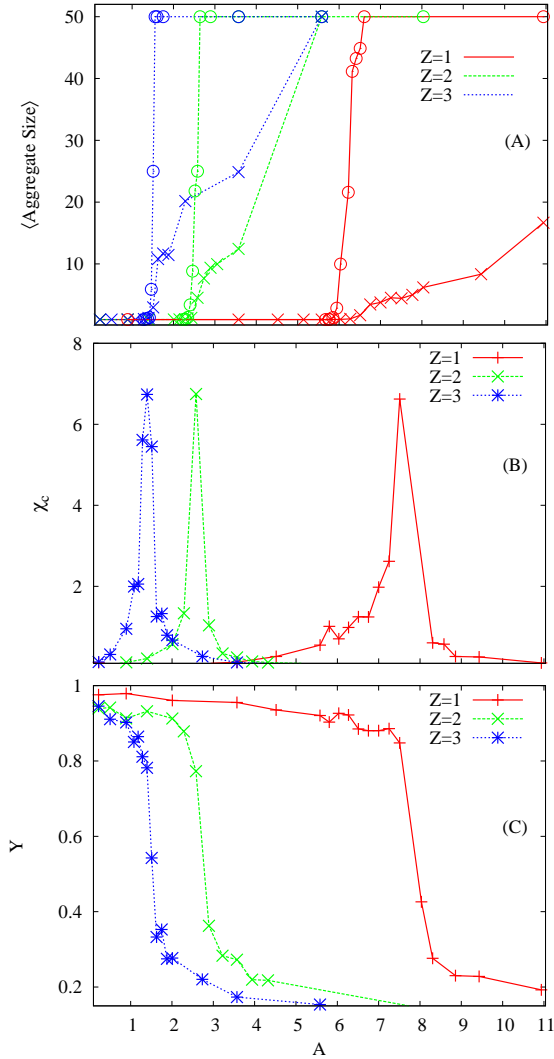 50
40
30
20
10
⟨Aggregate Size⟩
Z=1
Z=2
Z=3
(A)
8
6
4
2
χc
Z=1
Z=2
Z=3
(B)
1
0.8
0.6
0.4
0.2
Y
Z=1
Z=2
Z=3
(C)
1 2 3 4 5 6 7 8 9 10 11
A